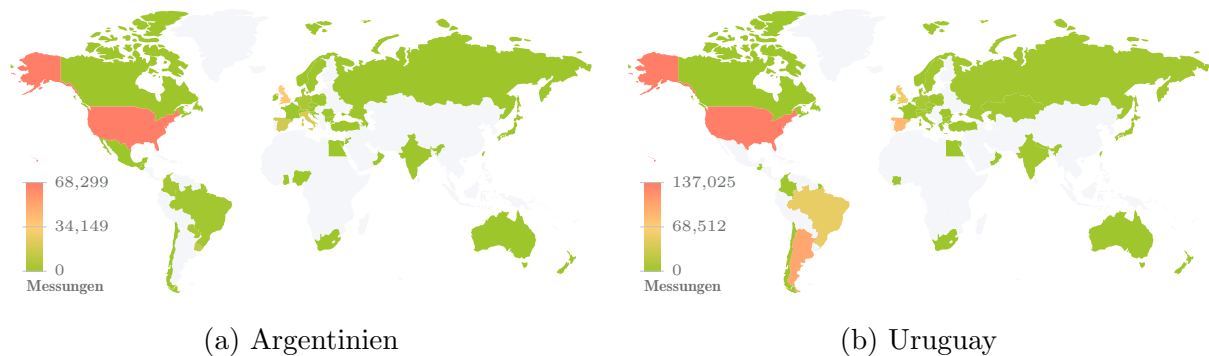 68,299
34,149
0
Messungen
(a) Argentinien
137,025
68,512
0
Messungen
(b) Uruguay